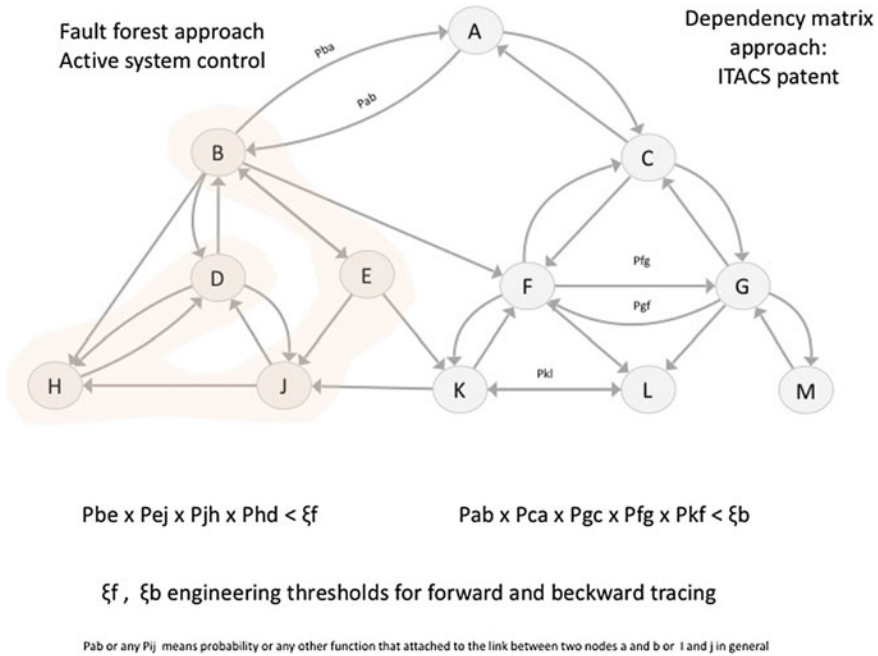 Fault forest approach
Active system control
Dependency matrix
approach:
ITACS patent
A
Pba
Pab
B
C
D
E
F
Pfg
Pgf
G
H
J
K
Pkl
L
M
Pbe x Pej x Pjh x Phd < ξf
Pab x Pca x Pgc x Pfg x Pkf < ξb
ξf , ξb engineering thresholds for forward and beckward tracing
Pab or any Pij means probability or any other function that attached to the link between two nodes a and b or I and j in general